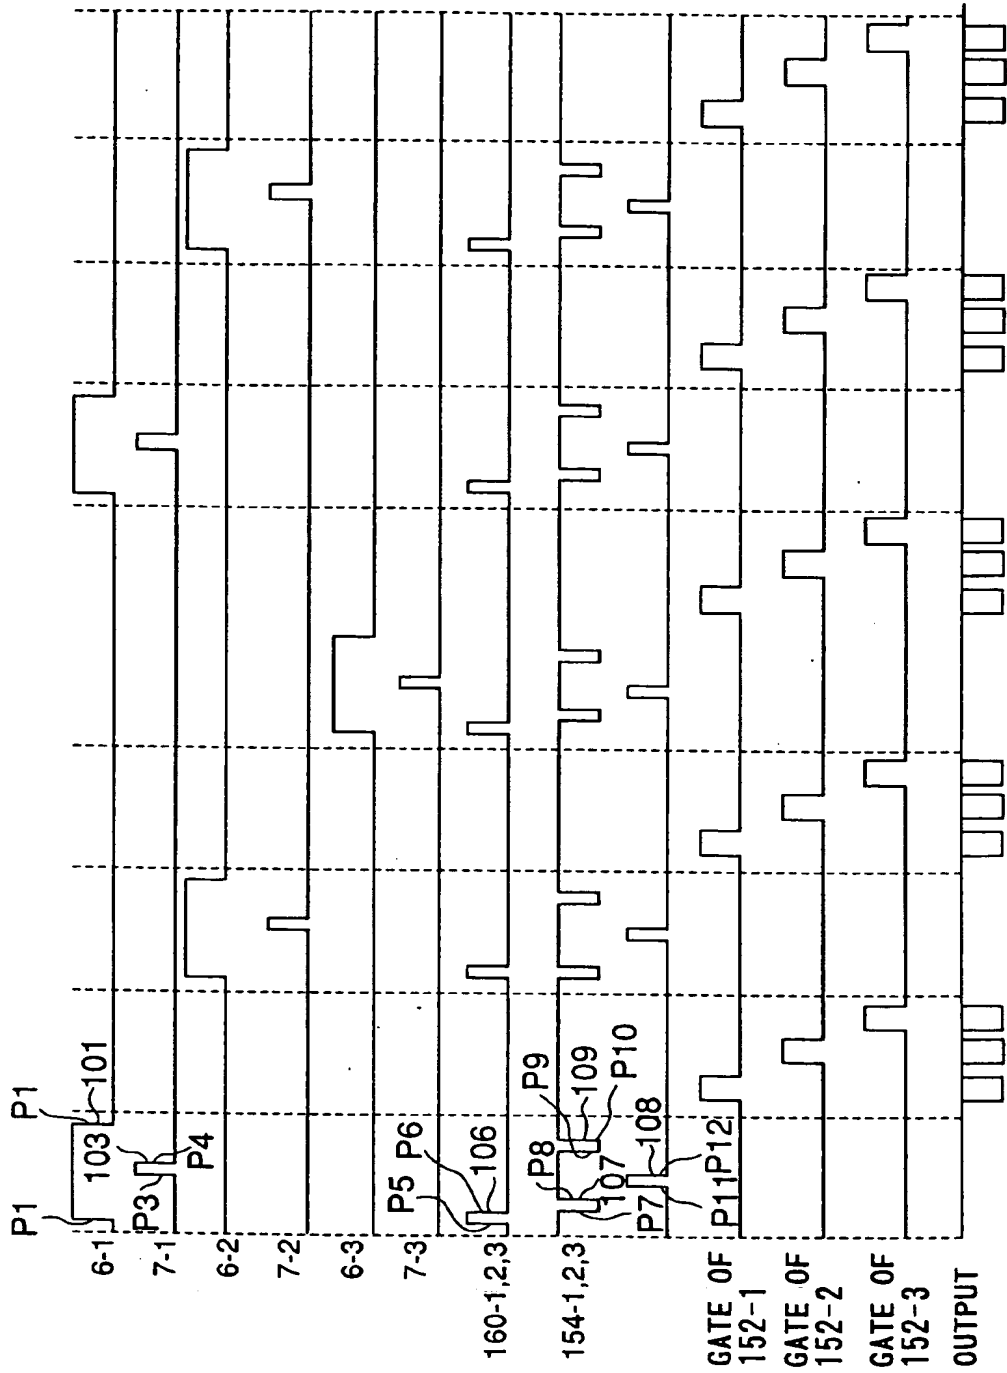 P1
P1
101
6-1
103
P3
P4
7-1
6-2
7-2
6-3
7-3
P5
P6
106
160-1,2,3
P8
P9
109
P10
107
P7
154-1,2,3
108
P11
P12
GATE OF
152-1
GATE OF
152-2
GATE OF
152-3
OUTPUT